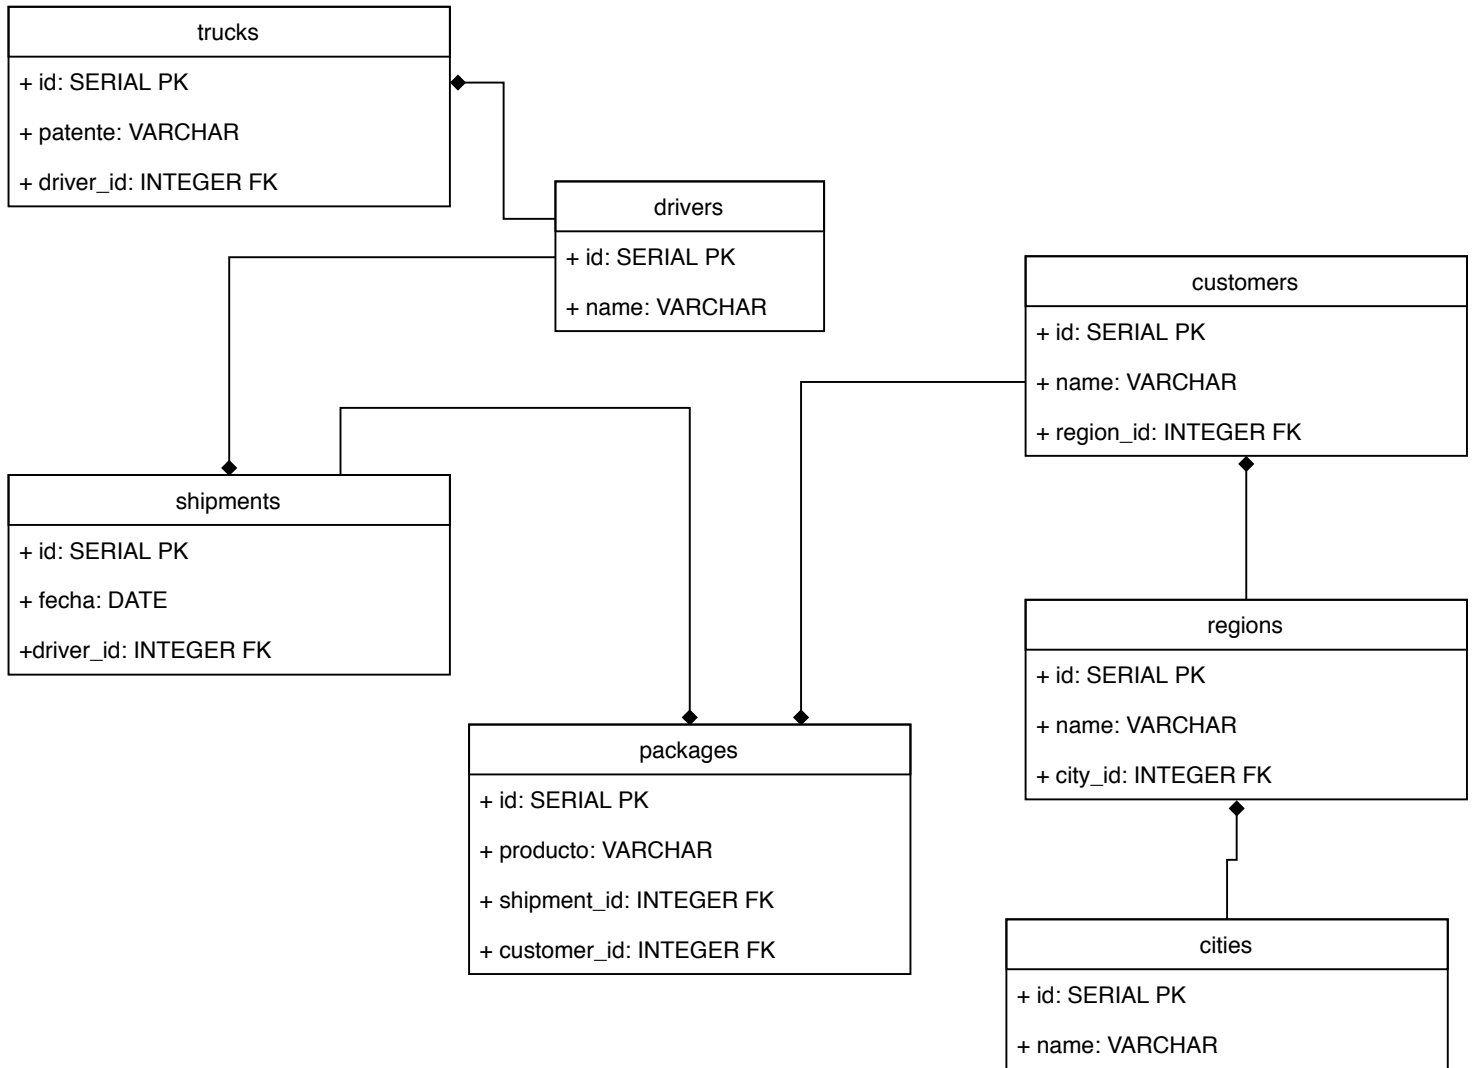 trucks
+ id: SERIAL PK
+ patente: VARCHAR
+ driver_id: INTEGER FK
drivers
+ id: SERIAL PK
+ name: VARCHAR
customers
+ id: SERIAL PK
+ name: VARCHAR
+ region_id: INTEGER FK
shipments
+ id: SERIAL PK
+ fecha: DATE
+driver_id: INTEGER FK
regions
+ id: SERIAL PK
+ name: VARCHAR
+ city_id: INTEGER FK
packages
+ id: SERIAL PK
+ producto: VARCHAR
+ shipment_id: INTEGER FK
+ customer_id: INTEGER FK
cities
+ id: SERIAL PK
+ name: VARCHAR